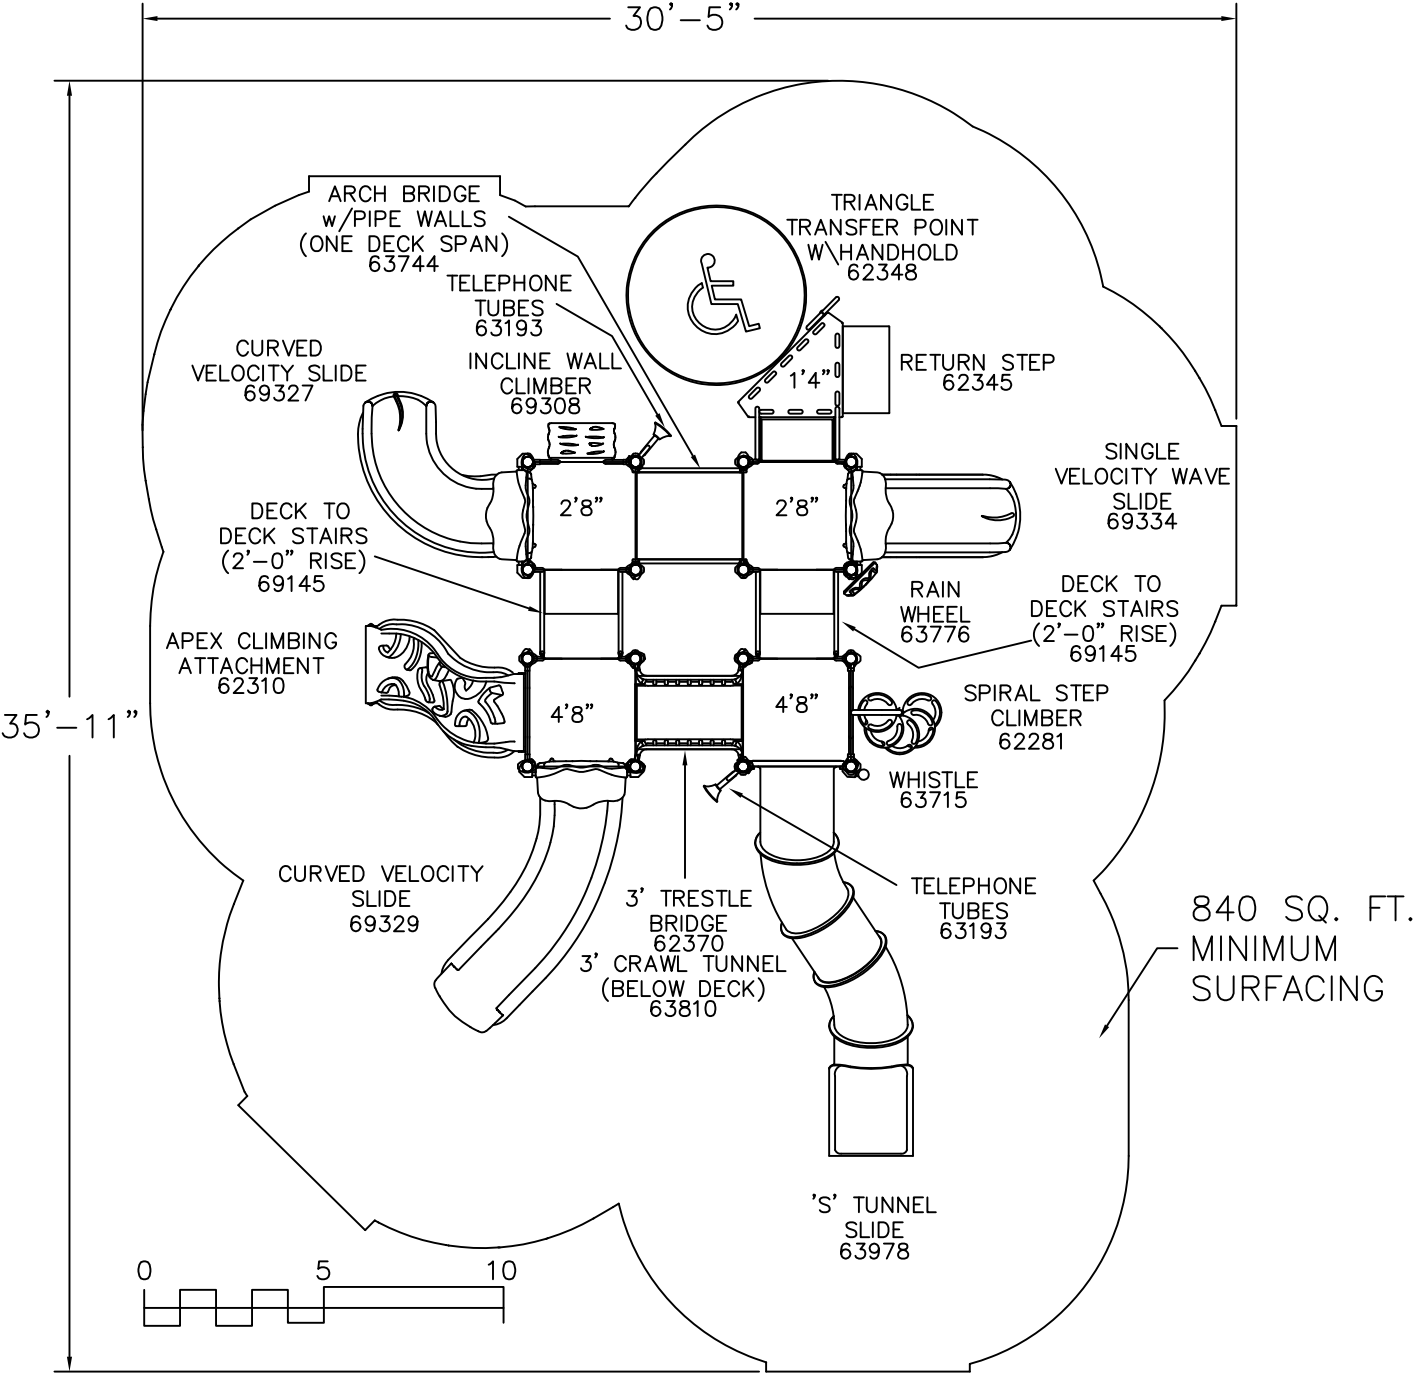 30'-5"
ARCH BRIDGE
w/PIPE WALLS
(ONE DECK SPAN)
63744
TRIANGLE
TRANSFER POINT
W\HANDHOLD
62348
TELEPHONE
TUBES
63193
CURVED
VELOCITY SLIDE
69327
INCLINE WALL
CLIMBER
69308
1'4"
RETURN STEP
62345
SINGLE
VELOCITY WAVE
SLIDE
69334
2'8"
2'8"
DECK TO
DECK STAIRS
(2'-0" RISE)
69145
RAIN
WHEEL
63776
DECK TO
DECK STAIRS
(2'-0" RISE)
69145
APEX CLIMBING
ATTACHMENT
62310
35'-11"
4'8"
4'8"
SPIRAL STEP
CLIMBER
62281
WHISTLE
63715
CURVED VELOCITY
SLIDE
69329
3' TRESTLE
BRIDGE
62370
3' CRAWL TUNNEL
(BELOW DECK)
63810
TELEPHONE
TUBES
63193
840 SQ. FT.
MINIMUM
SURFACING
'S' TUNNEL
SLIDE
63978
0 5 10